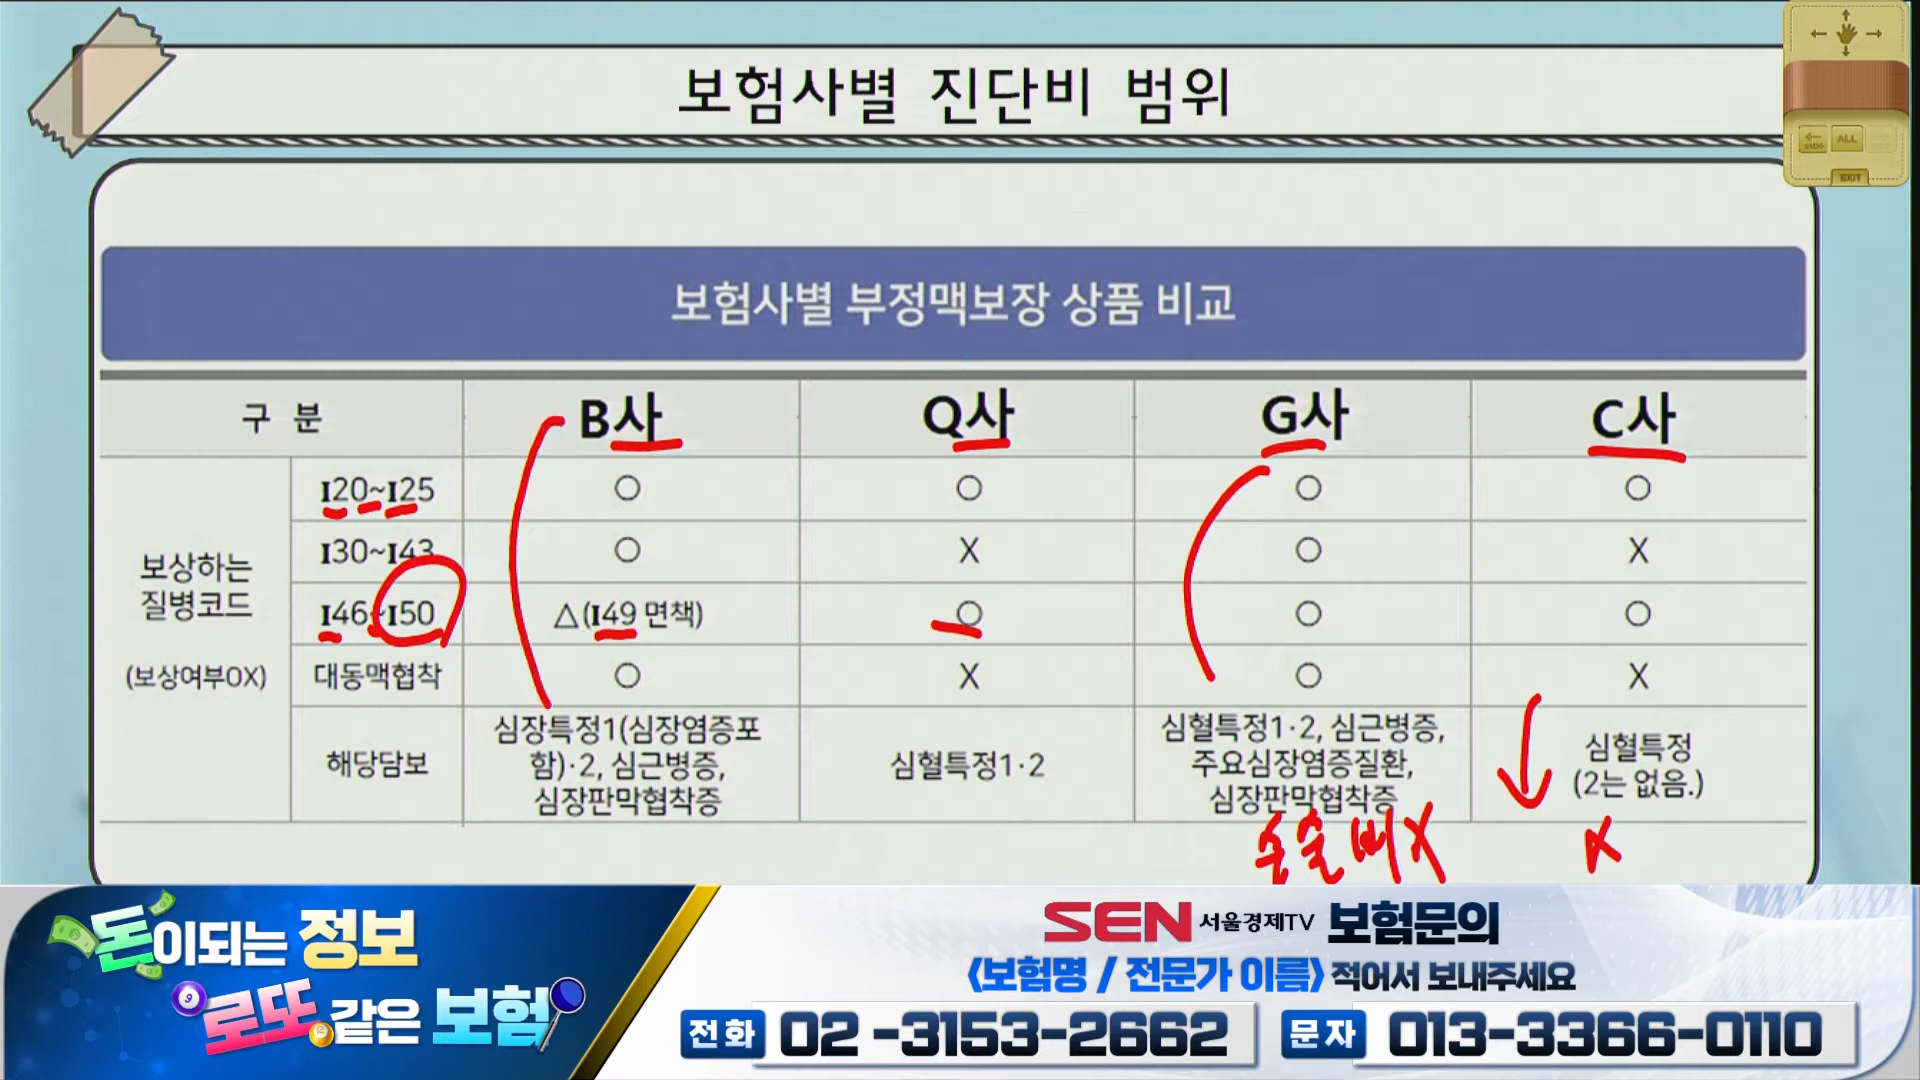 보험사별 진단비 범위
ALL
EXIT
보험사별 부정맥보장 상품 비교
구 분
B사
Q사
G사
C사
보상하는
질병코드
(보상여부OX)
I20~I25
○
○
○
○
I30~I43
○
X
○
X
I46~I50
△(I49 면책)
○
○
○
대동맥협착
○
X
○
X
해당담보
심장특정1(심장염증포
함)·2, 심근병증,
심장판막협착증
심혈특정1·2
심혈특정1·2, 심근병증,
주요심장염증질환,
심장판막협착증
심혈특정
(2는 없음.)
X
X
돈이되는 정보
로또 같은 보험
SEN 서울경제TV 보험문의
〈보험명 / 전문가 이름〉 적어서 보내주세요
전화 02-3153-2662
문자 013-3366-0110